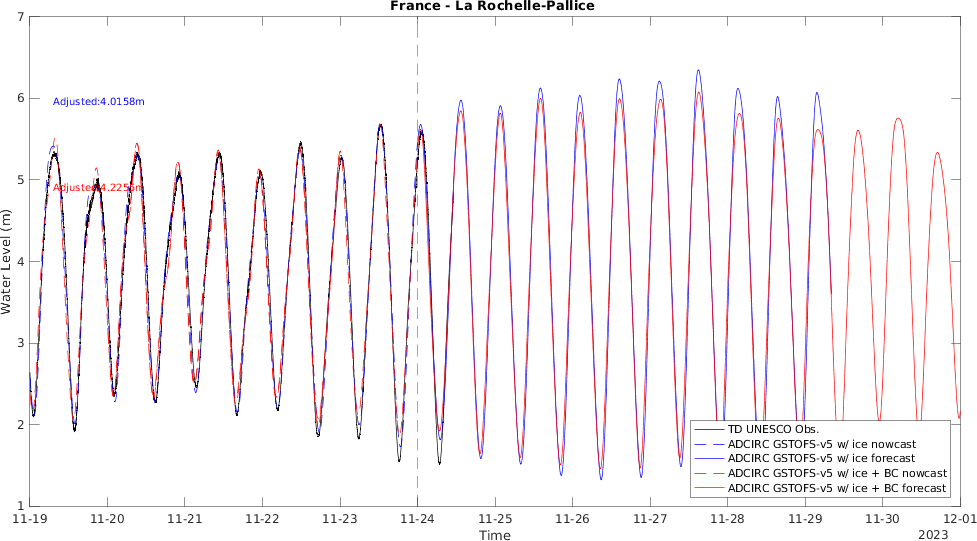 France - La Rochelle-Pallice
7
6
5
4
3
2
1
Water Level (m)
Adjusted:4.0158m
Adjusted:4.2256m
TD UNESCO Obs.
ADCIRC GSTOFS-v5 w/ ice nowcast
ADCIRC GSTOFS-v5 w/ ice forecast
ADCIRC GSTOFS-v5 w/ ice + BC nowcast
ADCIRC GSTOFS-v5 w/ ice + BC forecast
11-19 11-20 11-21 11-22 11-23 11-24 11-25 11-26 11-27 11-28 11-29 11-30 12-01
Time
2023